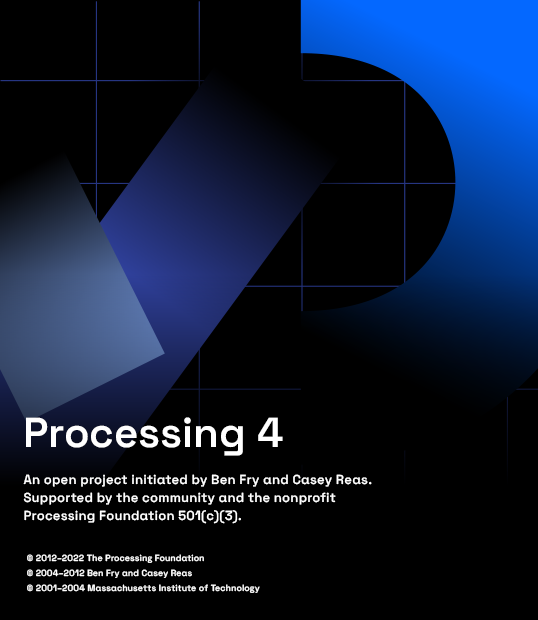 Processing 4
An open project initiated by Ben Fry and Casey Reas.
Supported by the community and the nonprofit
Processing Foundation 501(c)(3).
© 2012–2022 The Processing Foundation
© 2004–2012 Ben Fry and Casey Reas
© 2001–2004 Massachusetts Institute of Technology